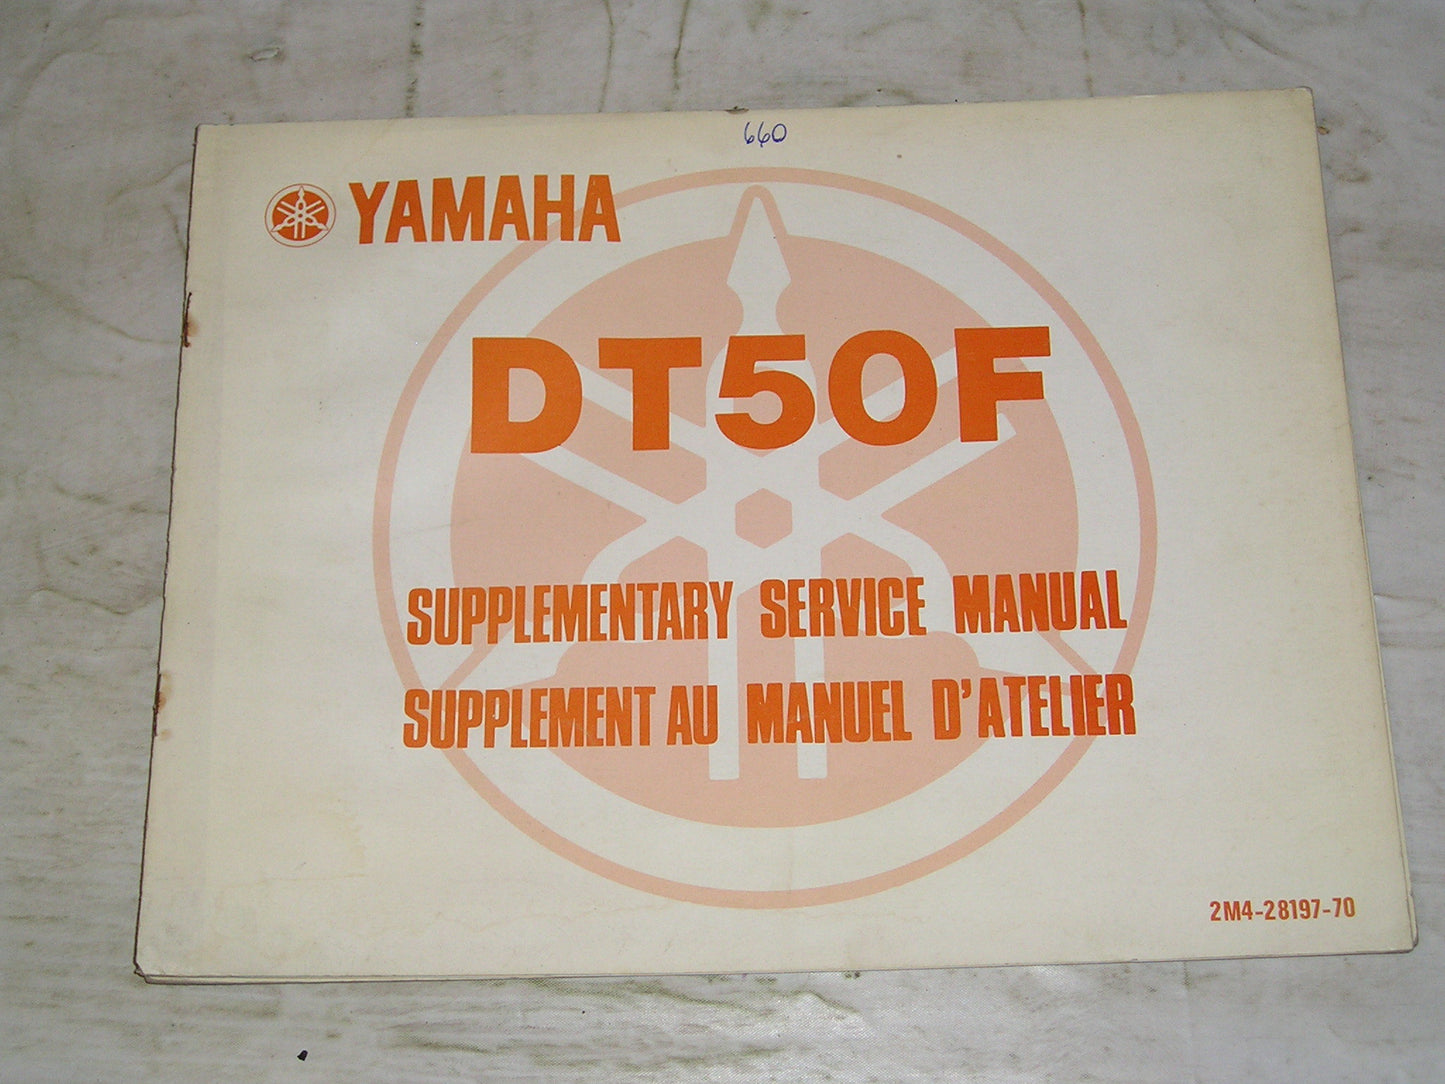 660
YAMAHA
DT50F
SUPPLEMENTARY SERVICE MANUAL
SUPPLEMENT AU MANUEL D'ATELIER
2M4-28197-70